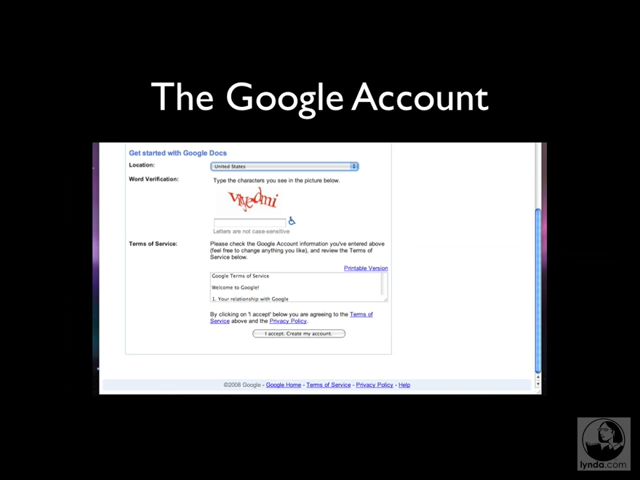 The Google Account
Get started with Google Docs
Location:
United States
Word Verification:
Type the characters you see in the picture below.
Letters are not case-sensitive
Terms of Service:
Please check the Google Account information you've entered above
(feel free to change anything you like), and review the Terms of
Service below.
Printable Version
Google Terms of Service
Welcome to Google!
1. Your relationship with Google
By clicking on 'I accept' below you are agreeing to the Terms of
Service above and the Privacy Policy.
I accept. Create my account.
©2008 Google - Google Home - Terms of Service - Privacy Policy - Help
lynda.com